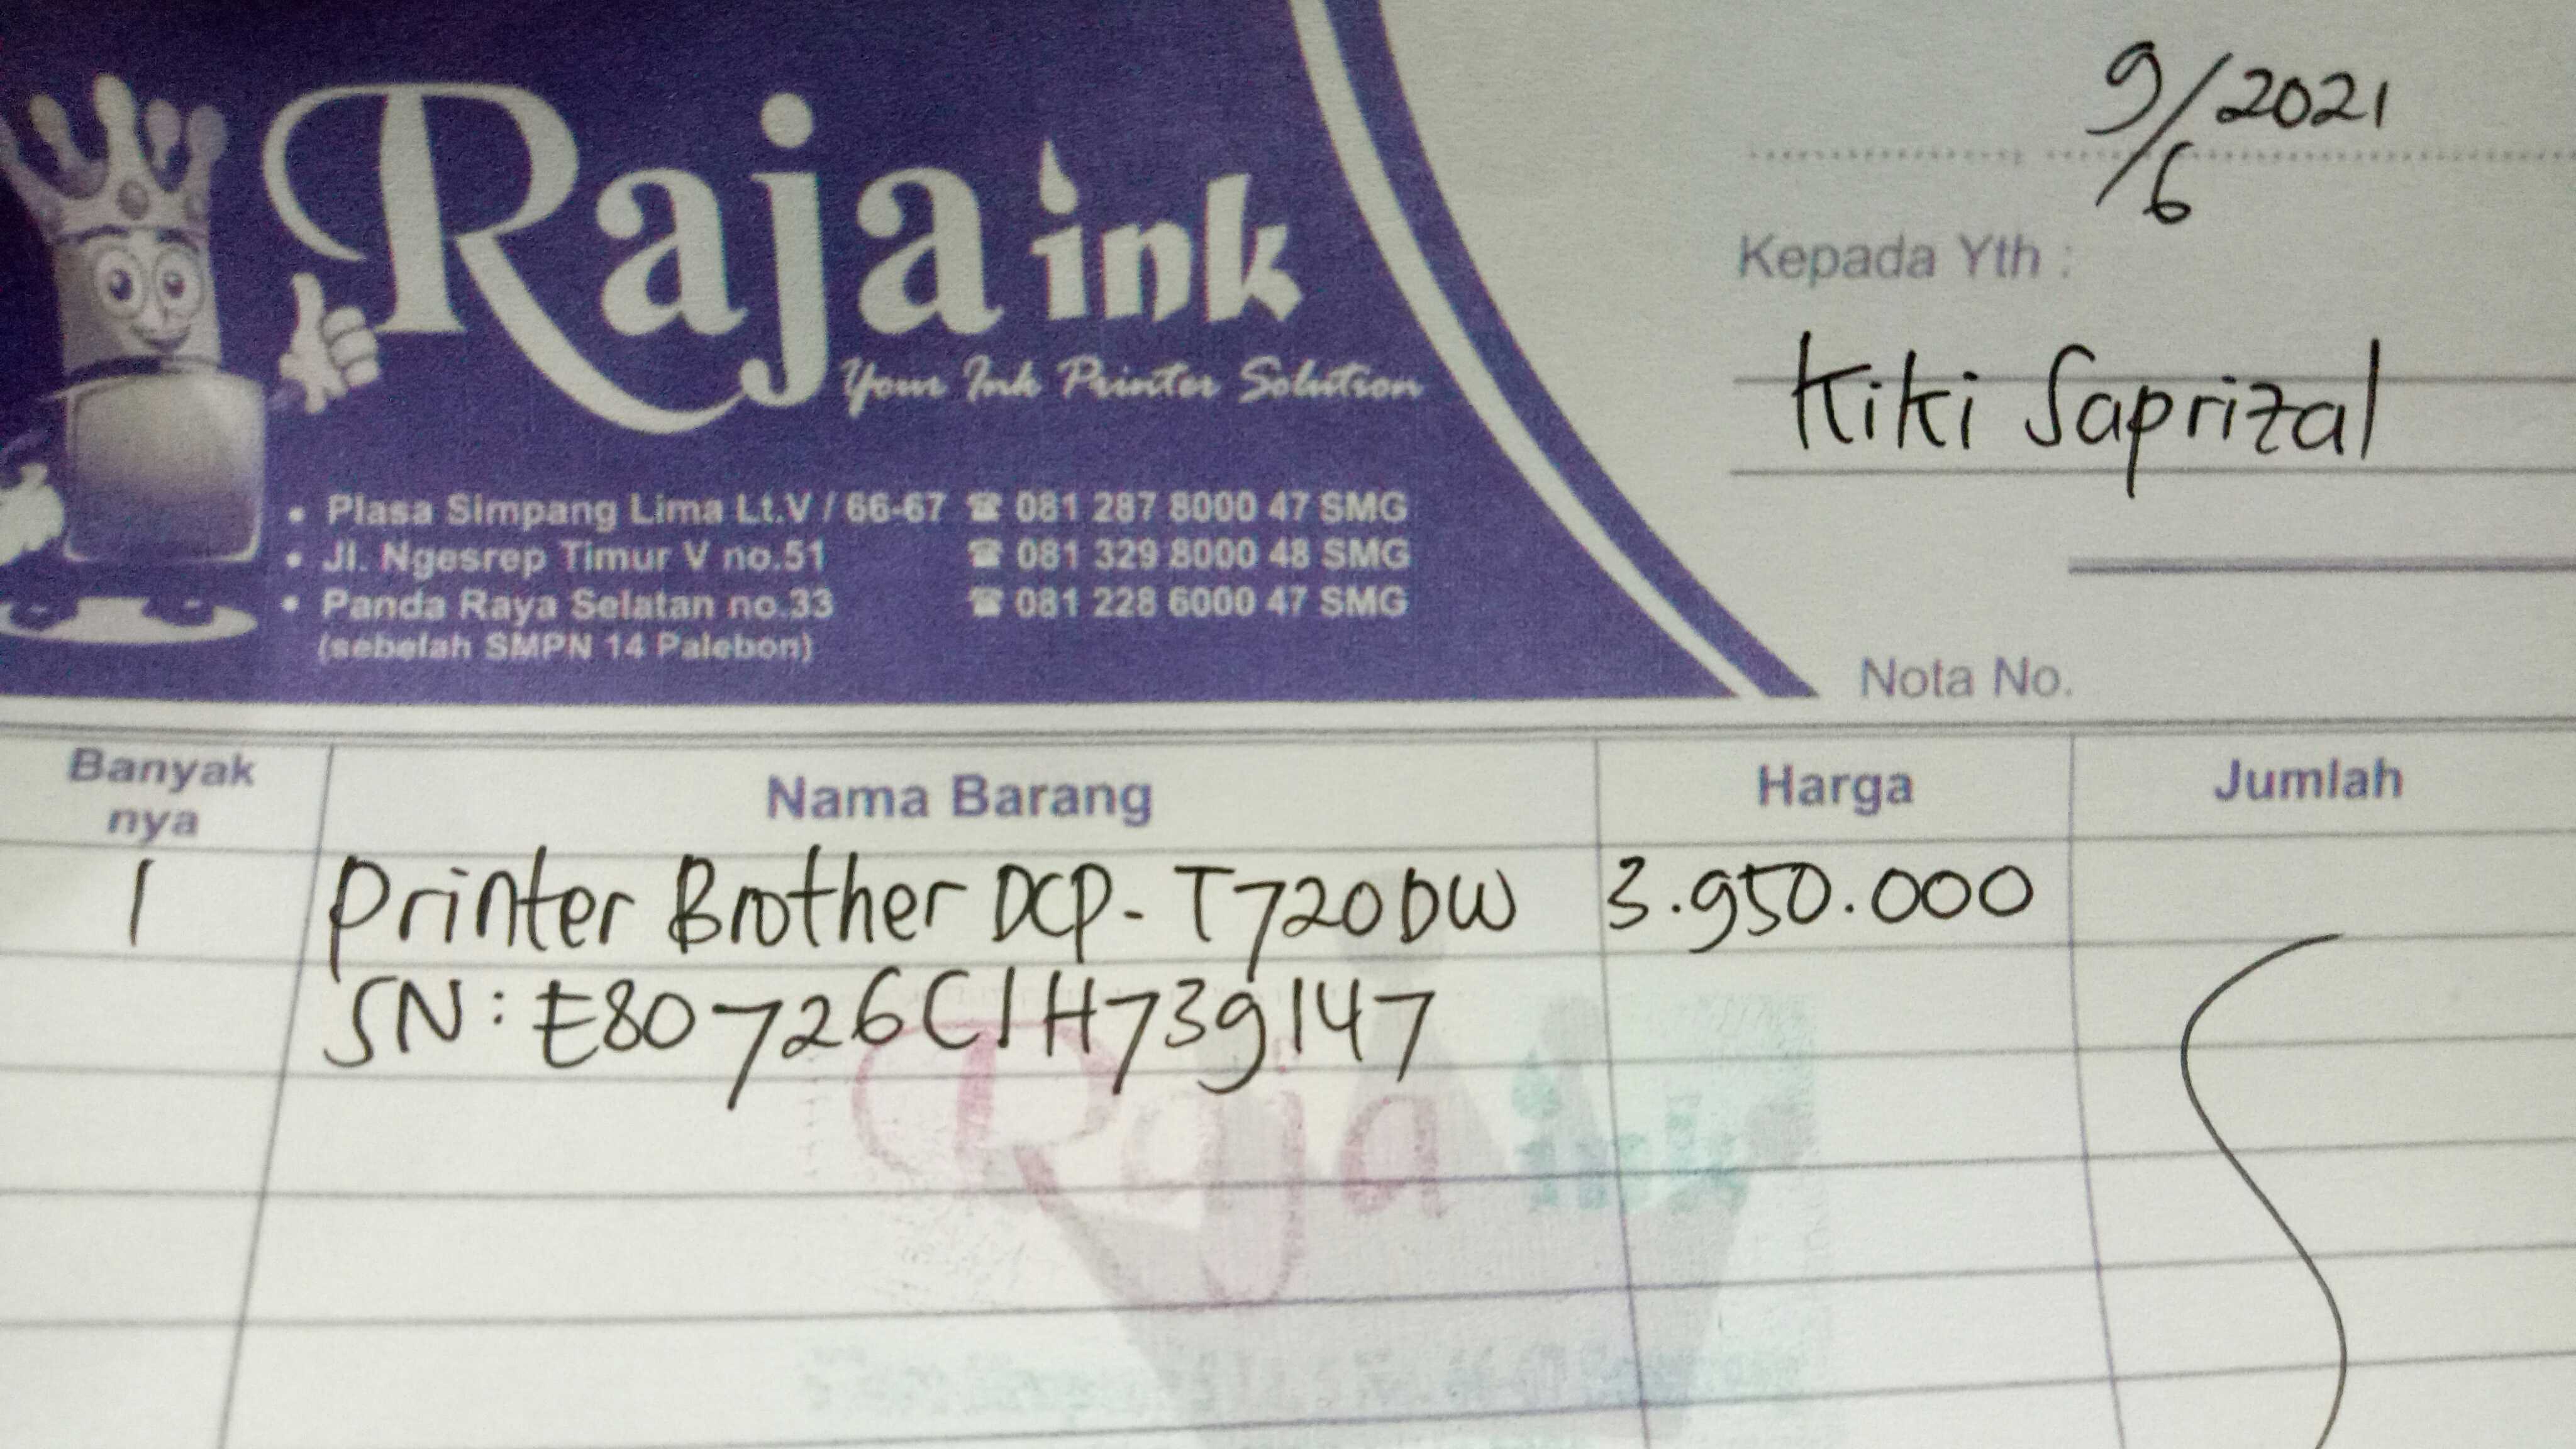 Raja ink
Your Ink Printer Solution
• Plasa Simpang Lima Lt.V / 66-67 ☎ 081 287 8000 47 SMG
• Jl. Ngesrep Timur V no.51 ☎ 081 329 8000 48 SMG
• Panda Raya Selatan no.33 ☎ 081 228 6000 47 SMG
(sebelah SMPN 14 Palebon)
9/6 2021
Kepada Yth :
Kiki Saprizal
Nota No.
Banyak nya Nama Barang Harga Jumlah
1 Printer Brother DCP-T720DW 3.950.000
SN: E80726C1H739147
Raja ink